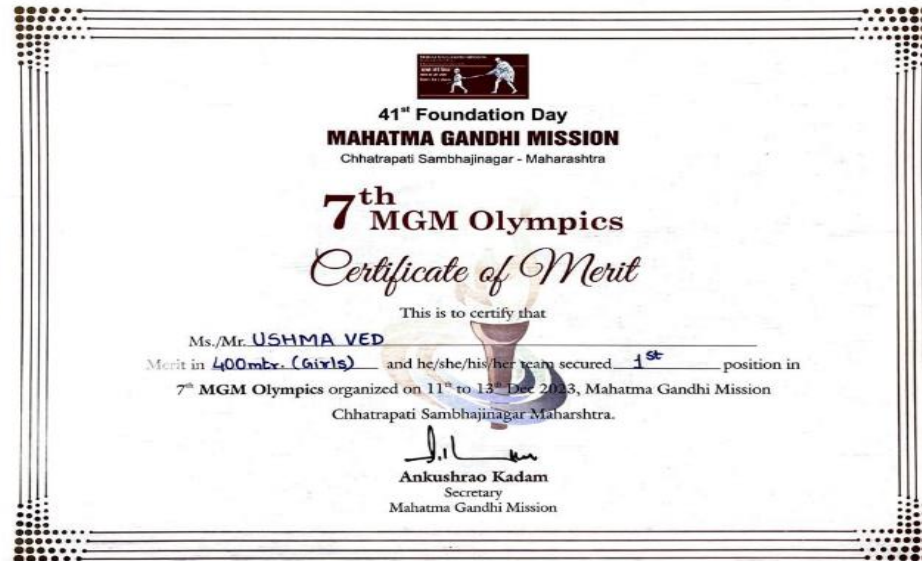 41st Foundation Day
MAHATMA GANDHI MISSION
Chhatrapati Sambhajinagar - Maharashtra
7th MGM Olympics
Certificate of Merit
This is to certify that
Ms./Mr. USHMA VED
Merit in 400mtr. (Girls) and he/she/his/her team secured 1st position in
7th MGM Olympics organized on 11th to 13th Dec 2023, Mahatma Gandhi Mission
Chhatrapati Sambhajinagar Maharshtra.
Ankushrao Kadam
Secretary
Mahatma Gandhi Mission